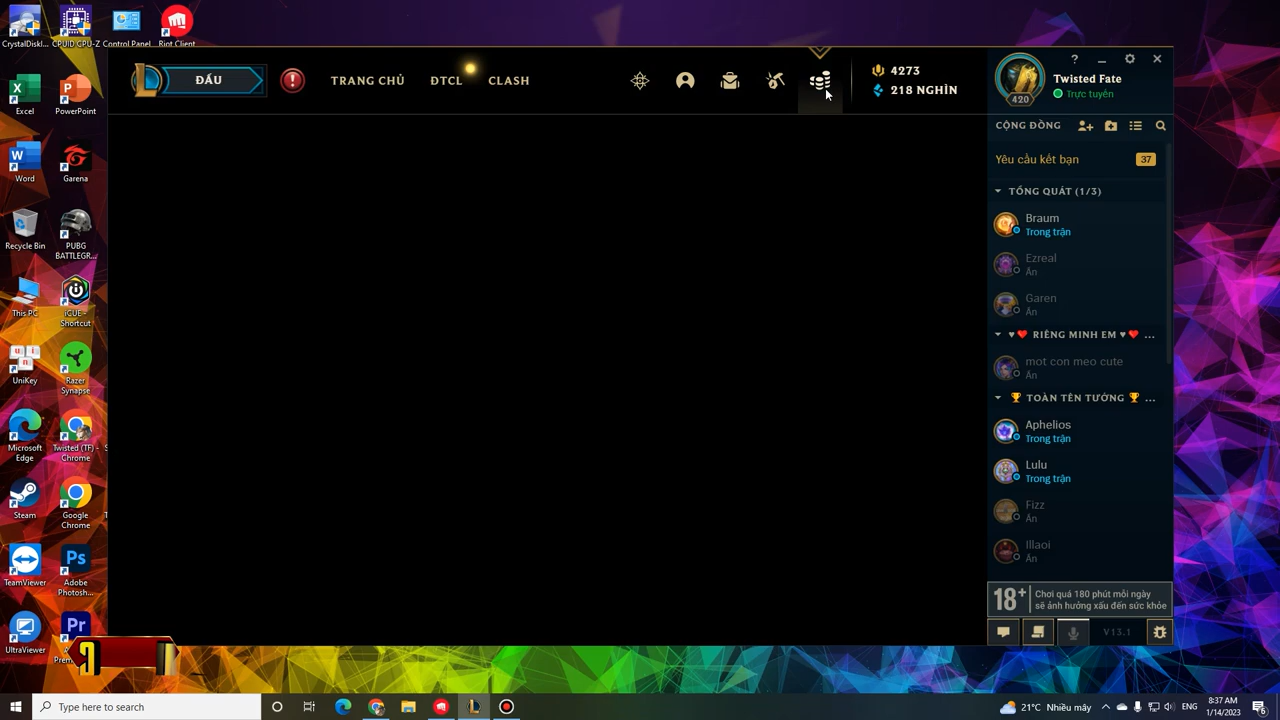 CrystalDiskI...
CPUID CPU-Z
Control Panel
Riot Client
Excel
PowerPoint
Word
Garena
Recycle Bin
PUBG
BATTLEGR...
This PC
iCUE -
Shortcut
UniKey
Razer
Synapse
Microsoft
Edge
Twisted (TF) -
Chrome
Steam
Google
Chrome
TeamViewer
Adobe
Photosh...
UltraViewer
ĐẤU
TRANG CHỦ
ĐTCL
CLASH
4273
218 NGHÌN
420
Twisted Fate
Trực tuyến
CỘNG ĐỒNG
Yêu cầu kết bạn
37
TỔNG QUÁT (1/3)
Braum
Trong trận
Ezreal
Ẩn
Garen
Ẩn
♥❤ RIÊNG MINH EM ♥❤ ...
mot con meo cute
Ẩn
🏆 TOÀN TÊN TƯỚNG 🏆 ...
Aphelios
Trong trận
Lulu
Trong trận
Fizz
Ẩn
Illaoi
Ẩn
18+
Chơi quá 180 phút mỗi ngày
sẽ ảnh hưởng xấu đến sức khỏe
V13.1
Type here to search
21°C Nhiều mây
ENG
8:37 AM
1/14/2023
6